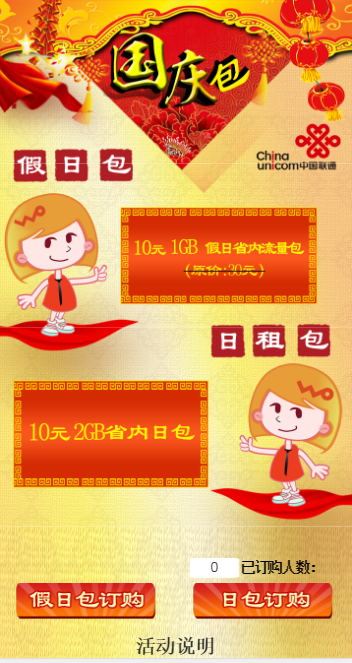 国庆包
China
unicom中国联通
假日包
10元 1GB 假日省内流量包
(原价:30元)
日租包
10元 2GB省内日包
0 已订购人数:
假日包订购
日包订购
活动说明